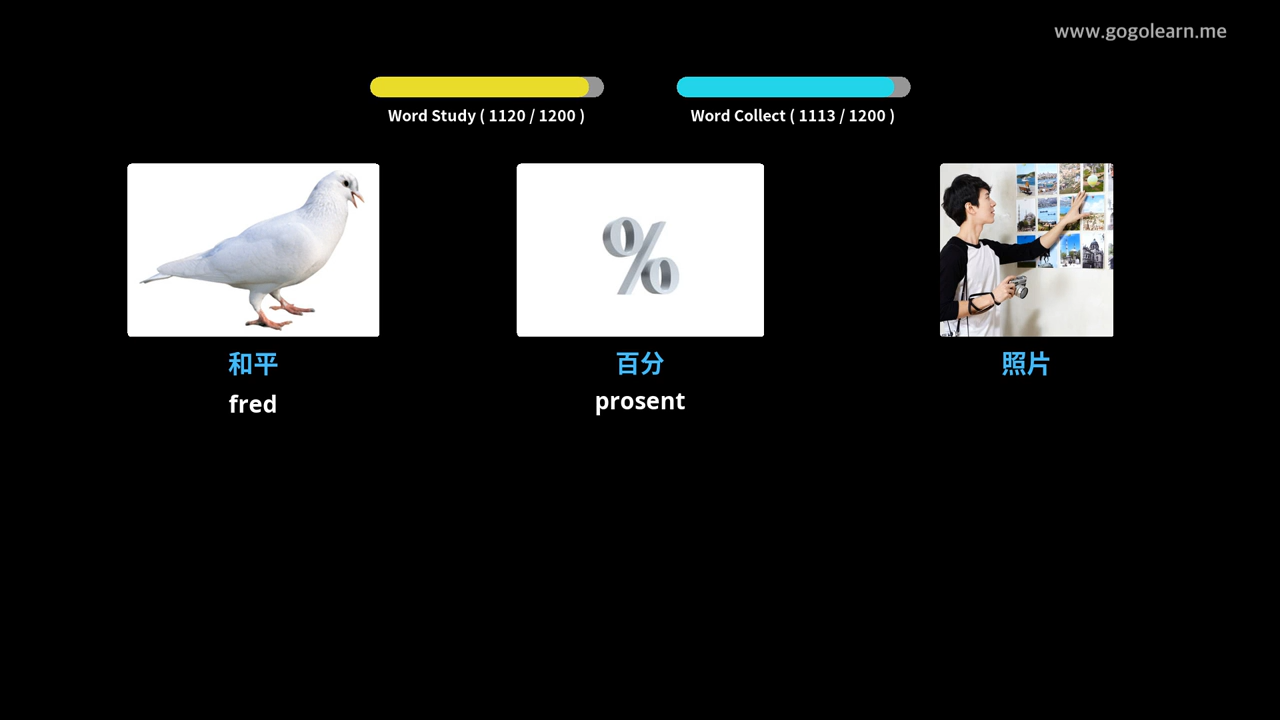 www.gogolearn.me
Word Study ( 1120 / 1200 )
Word Collect ( 1113 / 1200 )
%
和平
百分
照片
fred
prosent